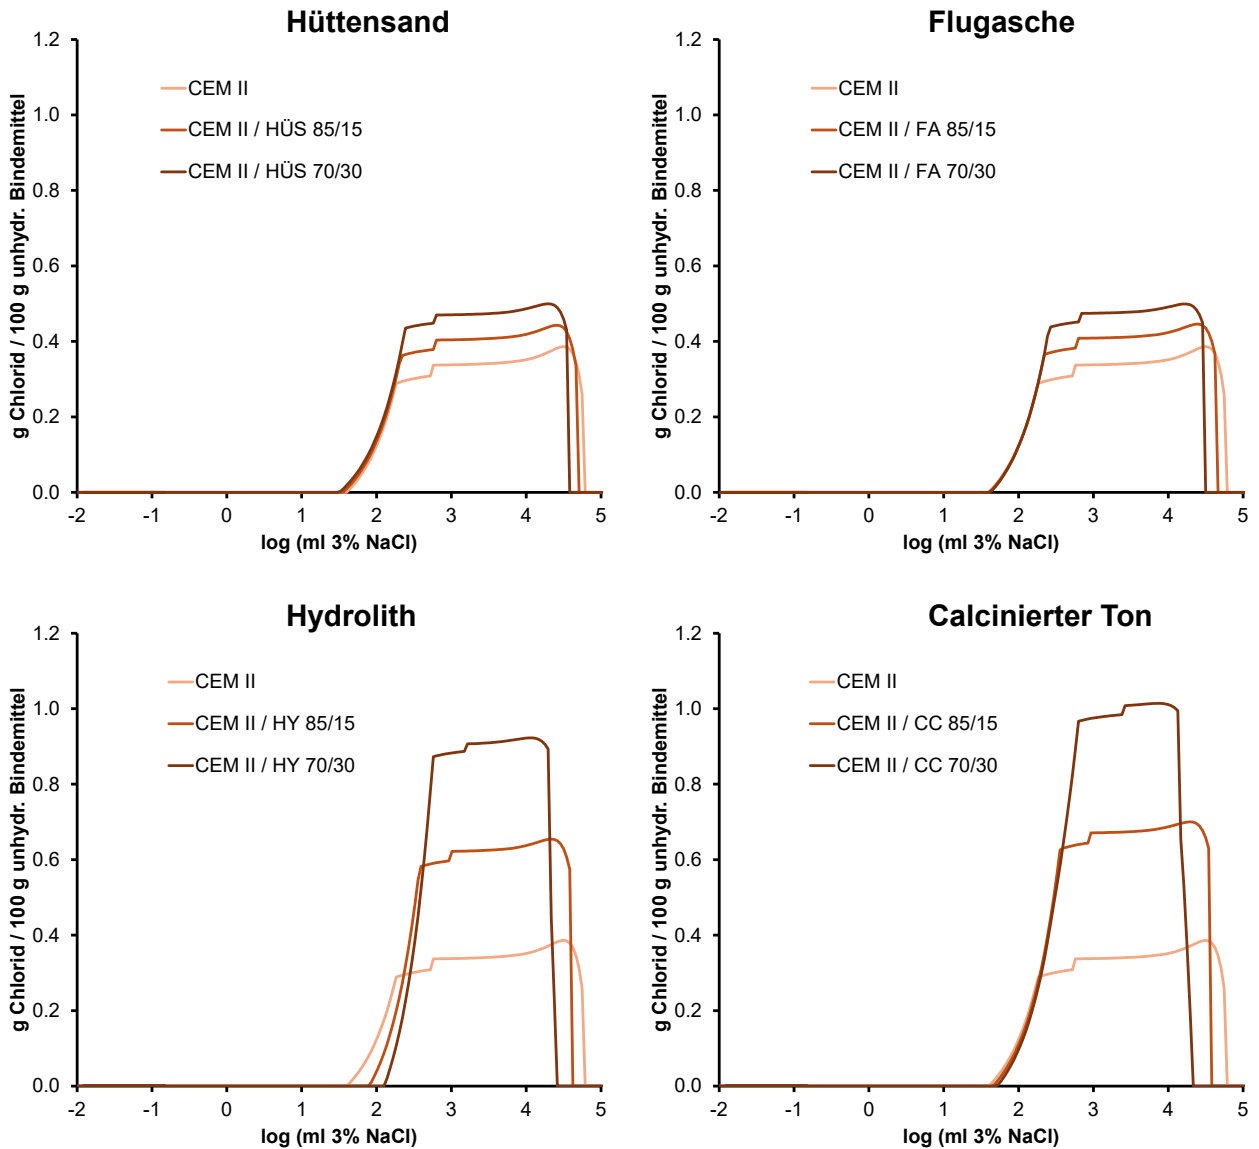 Hüttensand
g Chlorid / 100 g unhydr. Bindemittel
1.2
1.0
0.8
0.6
0.4
0.2
0.0
CEM II
CEM II / HÜS 85/15
CEM II / HÜS 70/30
-2 -1 0 1 2 3 4 5
log (ml 3% NaCl)
Flugasche
g Chlorid / 100 g unhydr. Bindemittel
1.2
1.0
0.8
0.6
0.4
0.2
0.0
CEM II
CEM II / FA 85/15
CEM II / FA 70/30
-2 -1 0 1 2 3 4 5
log (ml 3% NaCl)
Hydrolith
g Chlorid / 100 g unhydr. Bindemittel
1.2
1.0
0.8
0.6
0.4
0.2
0.0
CEM II
CEM II / HY 85/15
CEM II / HY 70/30
-2 -1 0 1 2 3 4 5
log (ml 3% NaCl)
Calcinierter Ton
g Chlorid / 100 g unhydr. Bindemittel
1.2
1.0
0.8
0.6
0.4
0.2
0.0
CEM II
CEM II / CC 85/15
CEM II / CC 70/30
-2 -1 0 1 2 3 4 5
log (ml 3% NaCl)